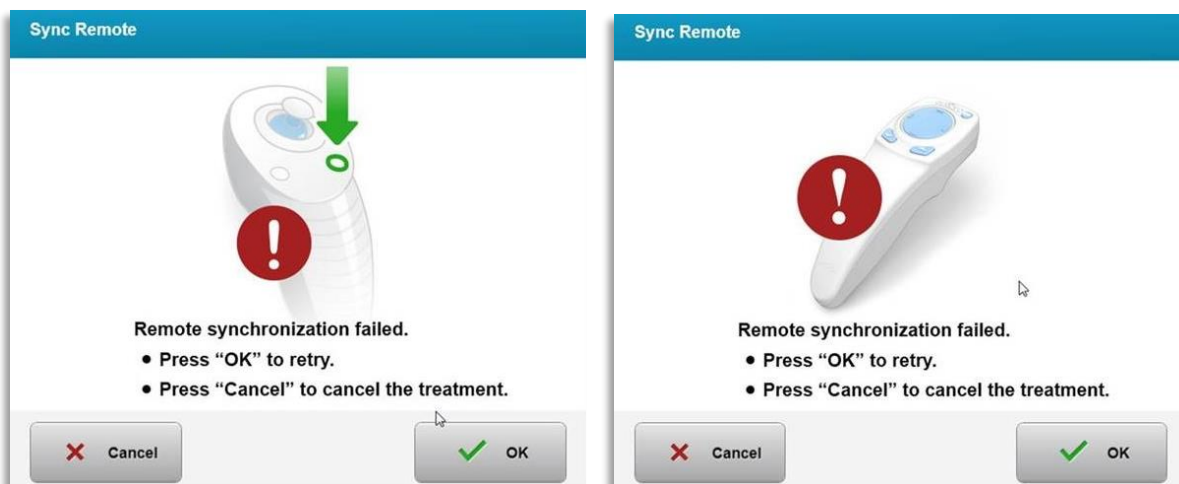 Sync Remote
Remote synchronization failed.
• Press “OK” to retry.
• Press “Cancel” to cancel the treatment.
Cancel
OK
Sync Remote
Remote synchronization failed.
• Press “OK” to retry.
• Press “Cancel” to cancel the treatment.
Cancel
OK